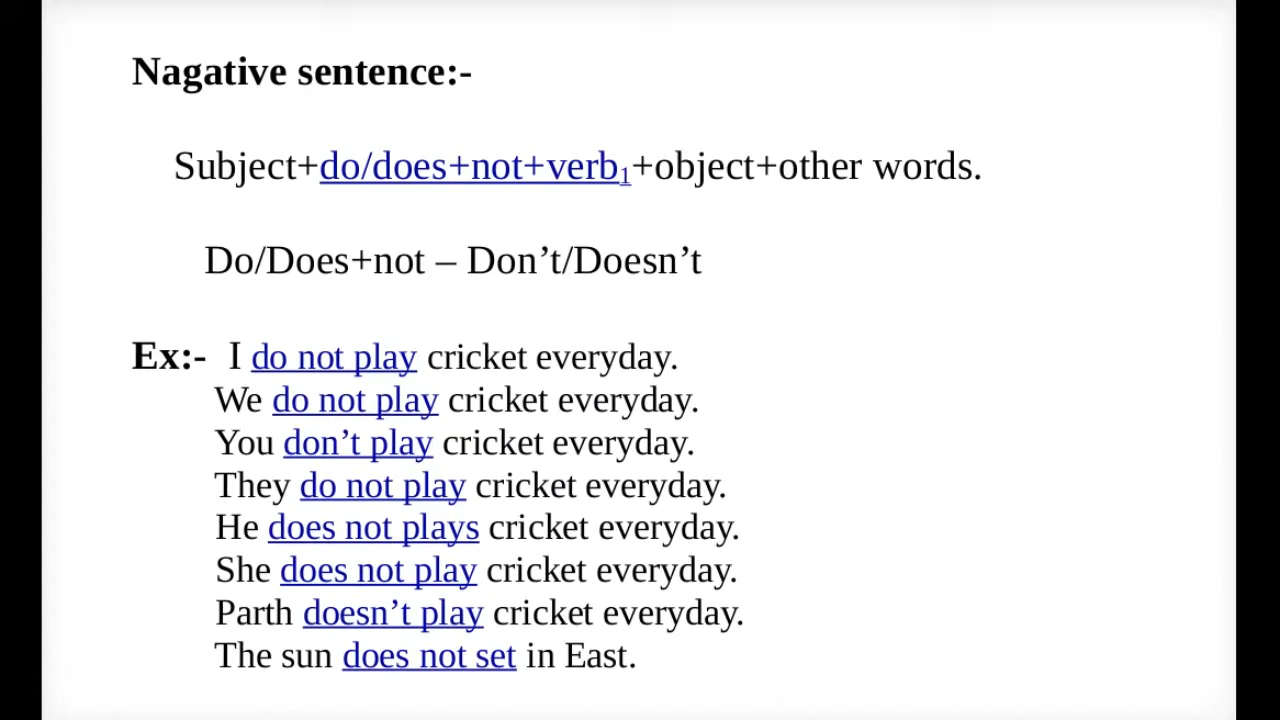 Nagative sentence:-
Subject+do/does+not+verb₁+object+other words.
Do/Does+not – Don’t/Doesn’t
Ex:- I do not play cricket everyday.
We do not play cricket everyday.
You don’t play cricket everyday.
They do not play cricket everyday.
He does not plays cricket everyday.
She does not play cricket everyday.
Parth doesn’t play cricket everyday.
The sun does not set in East.